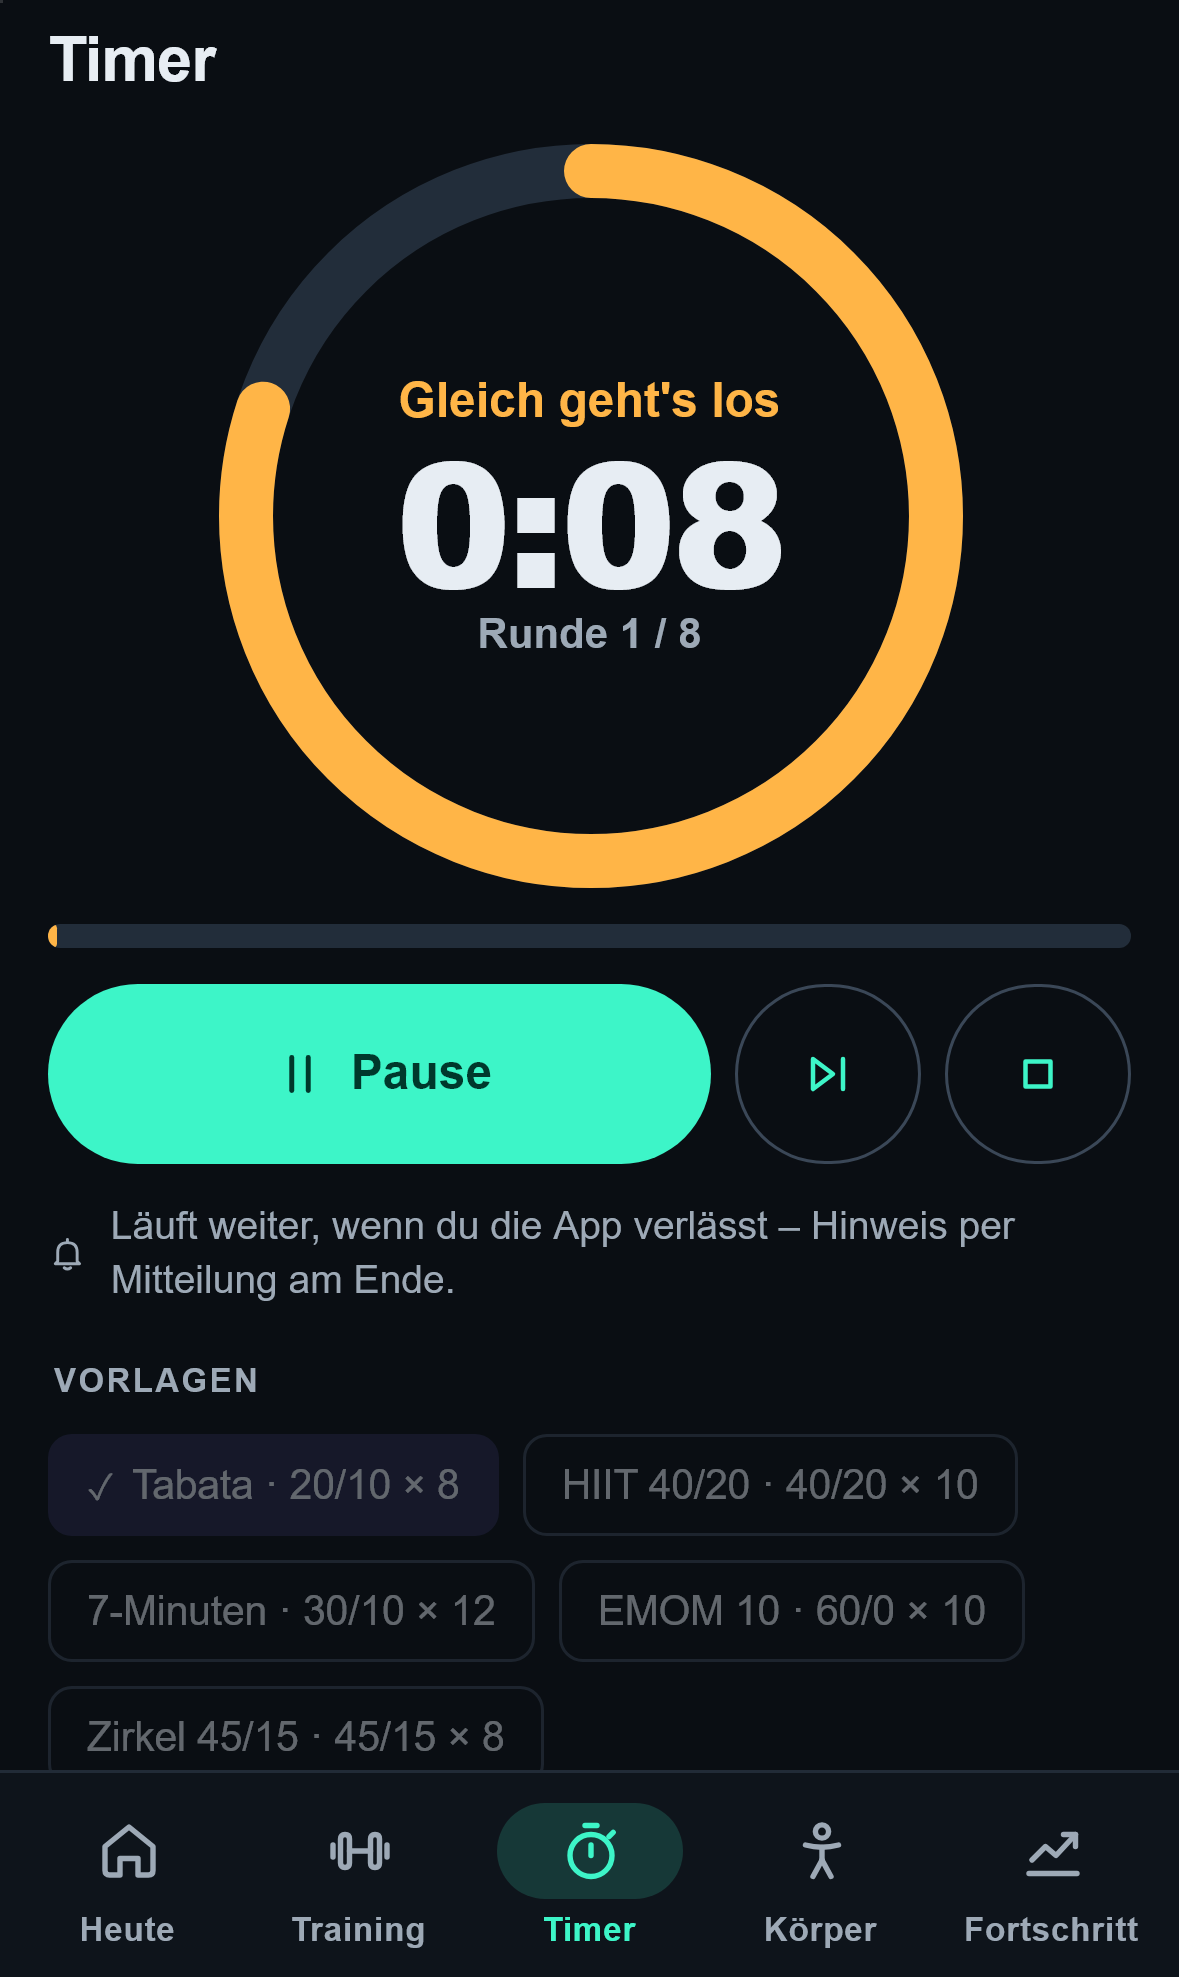 Timer
Gleich geht's los
0:08
Runde 1 / 8
Pause
Läuft weiter, wenn du die App verlässt – Hinweis per
Mitteilung am Ende.
VORLAGEN
✓ Tabata · 20/10 × 8
HIIT 40/20 · 40/20 × 10
7-Minuten · 30/10 × 12
EMOM 10 · 60/0 × 10
Zirkel 45/15 · 45/15 × 8
Heute
Training
Timer
Körper
Fortschritt